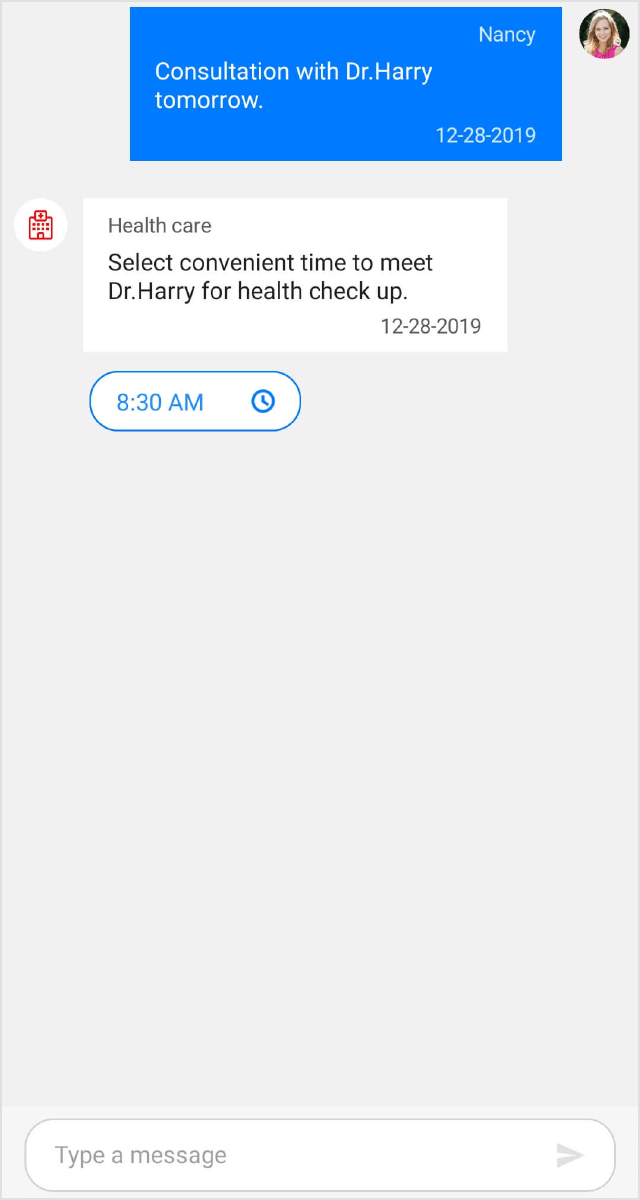 Nancy
Consultation with Dr.Harry
tomorrow.
12-28-2019
Health care
Select convenient time to meet
Dr.Harry for health check up.
12-28-2019
8:30 AM
Type a message